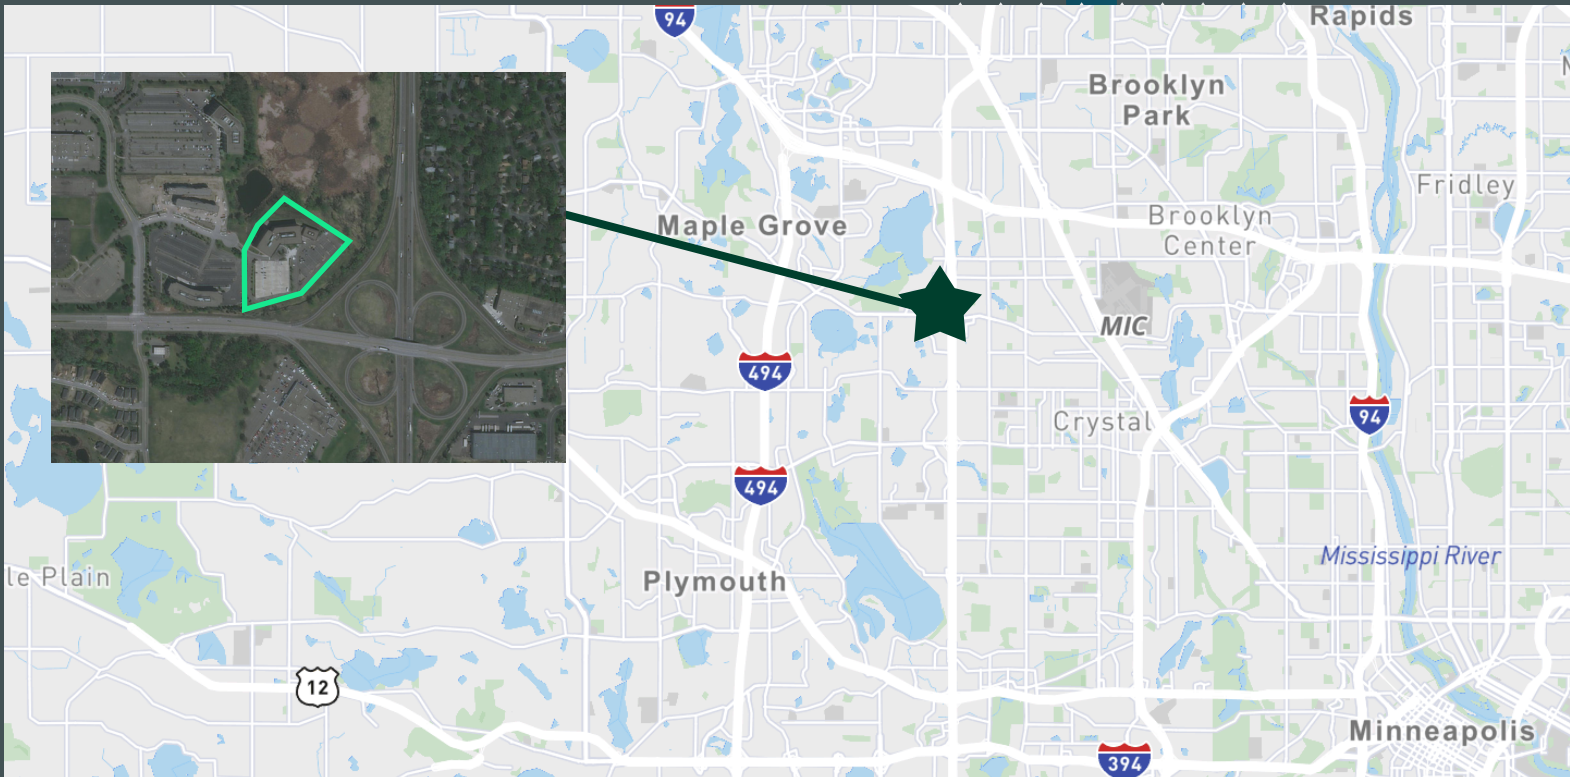 94
Rapids
Brooklyn
Park
Fridley
Brooklyn
Center
Maple Grove
MIC
494
Crystal
94
494
Mississippi River
le Plain
Plymouth
12
Minneapolis
394